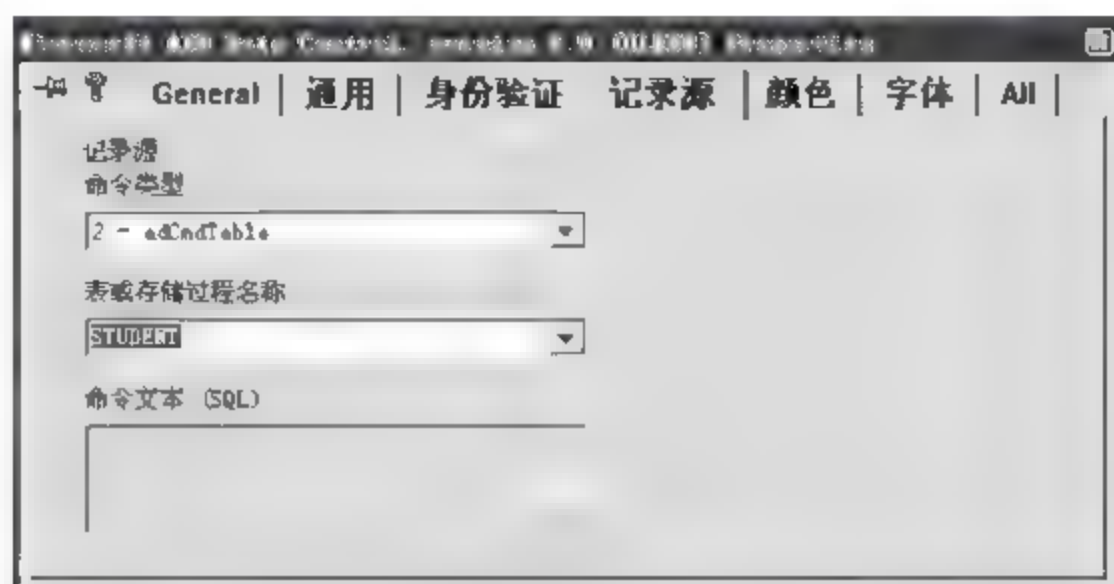 General | 通用 | 身份验证 记录源 | 颜色 | 字体 | All |
记录源
命令类型
2 - adCmdTable
表或存储过程名称
STUDENT
命令文本 (SQL)